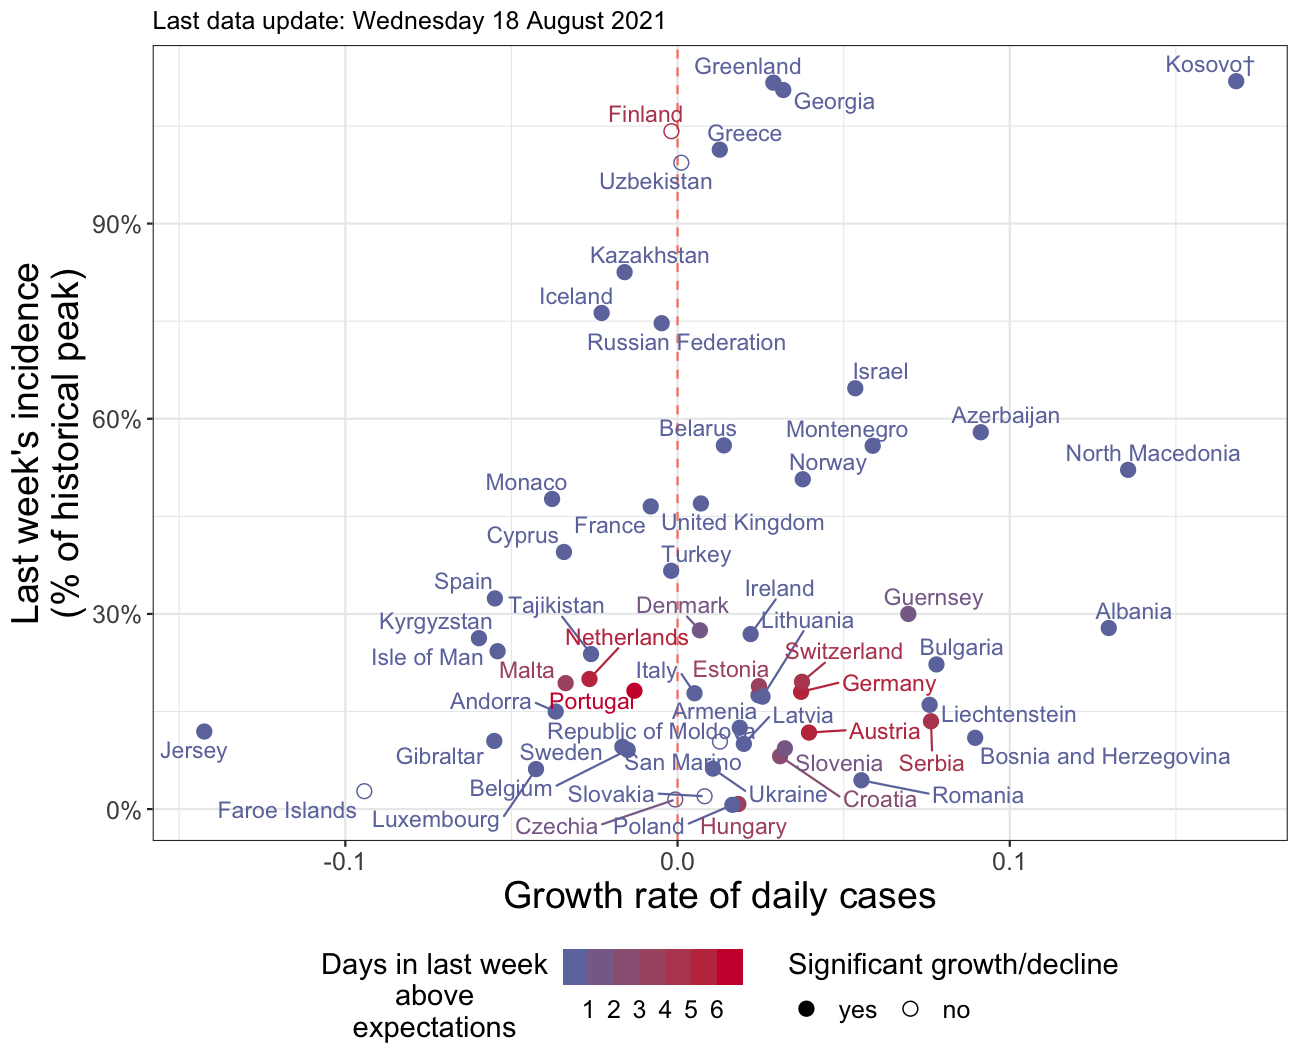 Last data update: Wednesday 18 August 2021
Greenland
Kosovo†
Georgia
Finland
Greece
Uzbekistan
90%
Kazakhstan
Iceland
Russian Federation
Israel
60%
Azerbaijan
Belarus
Montenegro
North Macedonia
Norway
Monaco
France
United Kingdom
Cyprus
Turkey
Spain
Ireland
Tajikistan
Denmark
Guernsey
30%
Albania
Kyrgyzstan
Lithuania
Netherlands
Bulgaria
Isle of Man
Switzerland
Malta
Italy
Estonia
Germany
Andorra
Portugal
Armenia
Latvia
Liechtenstein
Republic of Moldova
Austria
Jersey
Gibraltar
Sweden
San Marino
Slovenia
Serbia
Bosnia and Herzegovina
Belgium
Slovakia
Ukraine
Croatia
Romania
0%
Faroe Islands
Luxembourg
Czechia
Poland
Hungary
-0.1
0.0
0.1
Last week's incidence
(% of historical peak)
Growth rate of daily cases
Days in last week
above
expectations
1 2 3 4 5 6
Significant growth/decline
yes
no